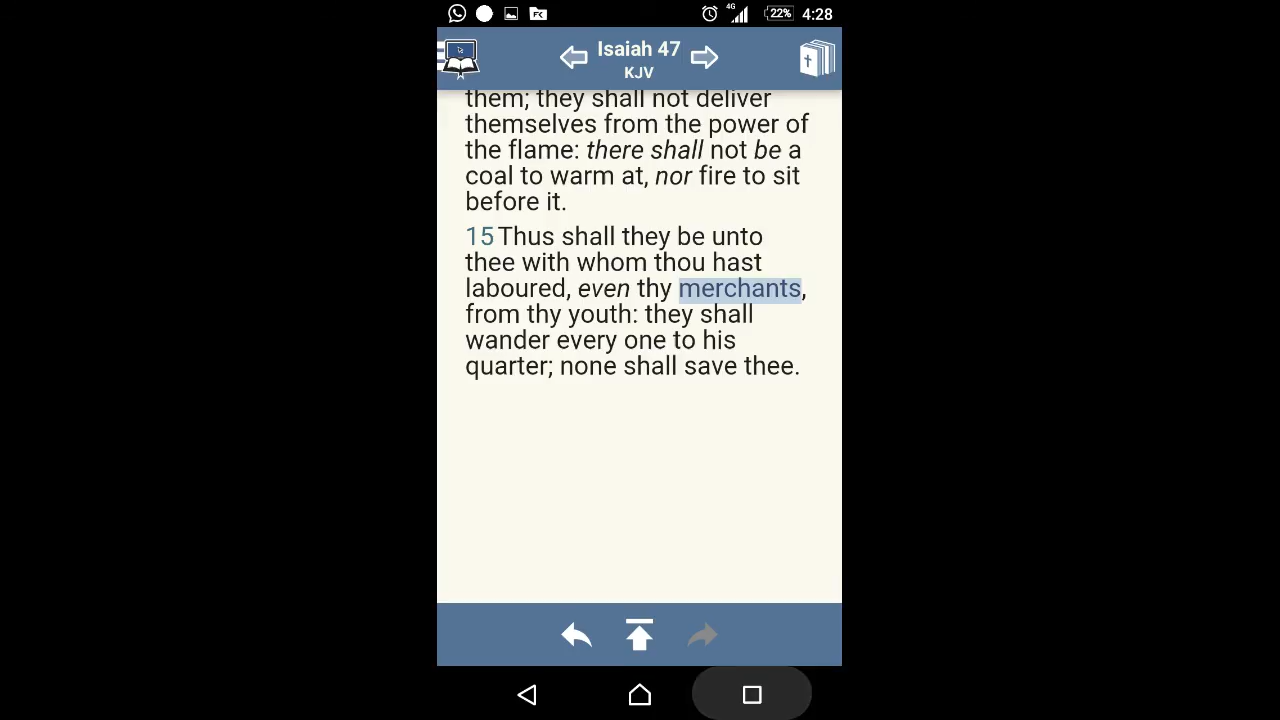 4G 22% 4:28
Isaiah 47
KJV
them; they shall not deliver
themselves from the power of
the flame: there shall not be a
coal to warm at, nor fire to sit
before it.
15 Thus shall they be unto
thee with whom thou hast
laboured, even thy merchants,
from thy youth: they shall
wander every one to his
quarter; none shall save thee.